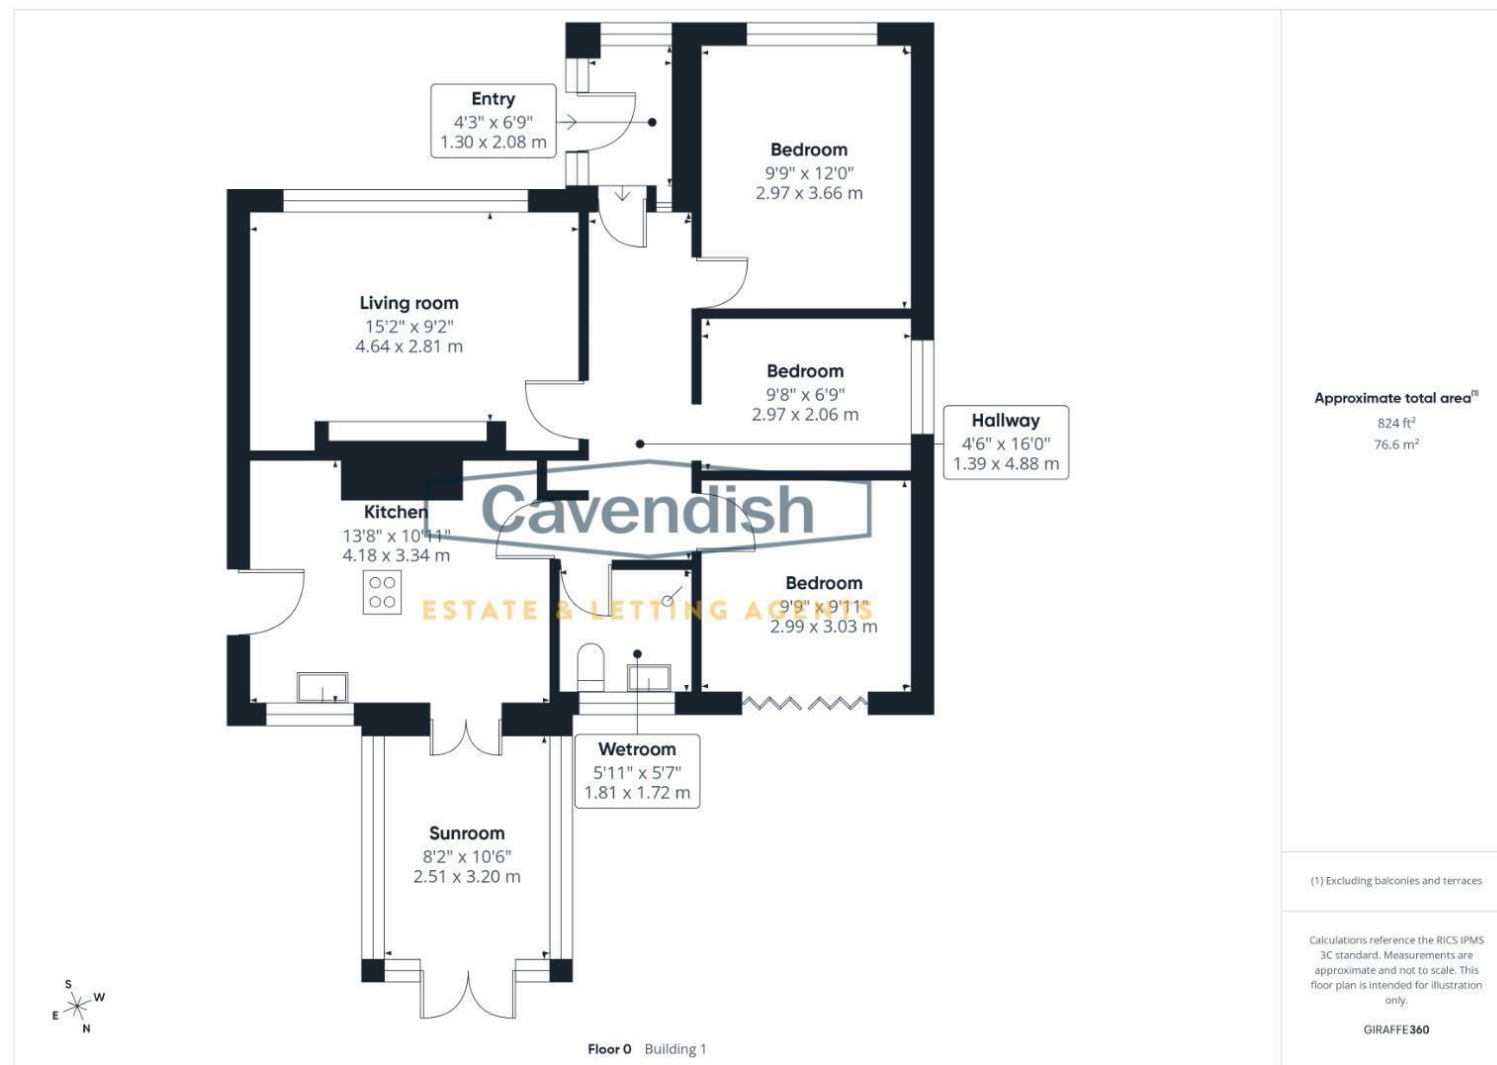 Entry
4'3" x 6'9"
1.30 x 2.08 m
Bedroom
9'9" x 12'0"
2.97 x 3.66 m
Living room
15'2" x 9'2"
4.64 x 2.81 m
Bedroom
9'8" x 6'9"
2.97 x 2.06 m
Hallway
4'6" x 16'0"
1.39 x 4.88 m
Cavendish
ESTATE & LETTING AGENTS
Kitchen
13'8" x 10'11"
4.18 x 3.34 m
Bedroom
9'9" x 9'11"
2.99 x 3.03 m
Wetroom
5'11" x 5'7"
1.81 x 1.72 m
Sunroom
8'2" x 10'6"
2.51 x 3.20 m
S
W
E
N
Floor 0 Building 1
Approximate total area(1)
824 ft²
76.6 m²
(1) Excluding balconies and terraces
Calculations reference the RICS IPMS
3C standard. Measurements are
approximate and not to scale. This
floor plan is intended for illustration
only.
GIRAFFE360